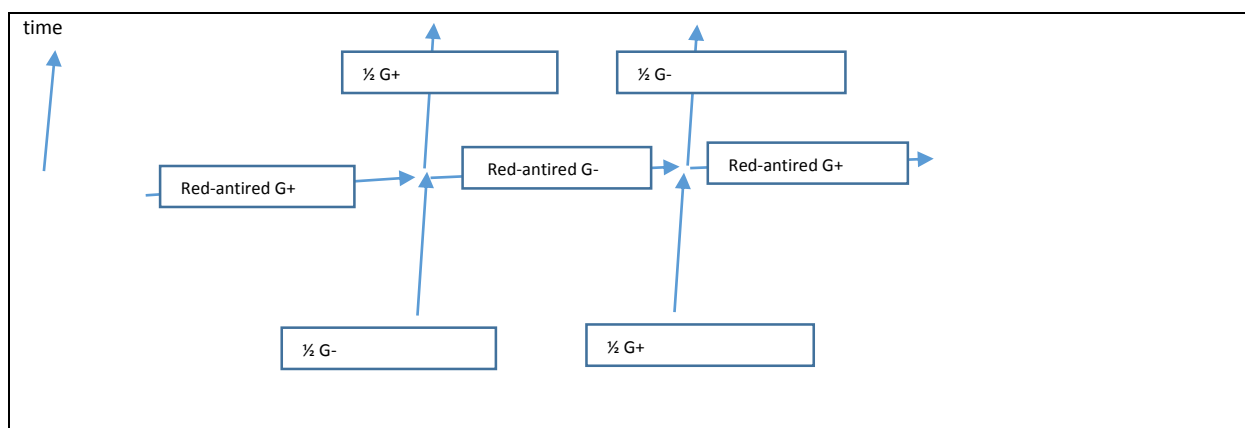 time
½ G+
½ G-
Red-antired G+
Red-antired G-
Red-antired G+
½ G-
½ G+